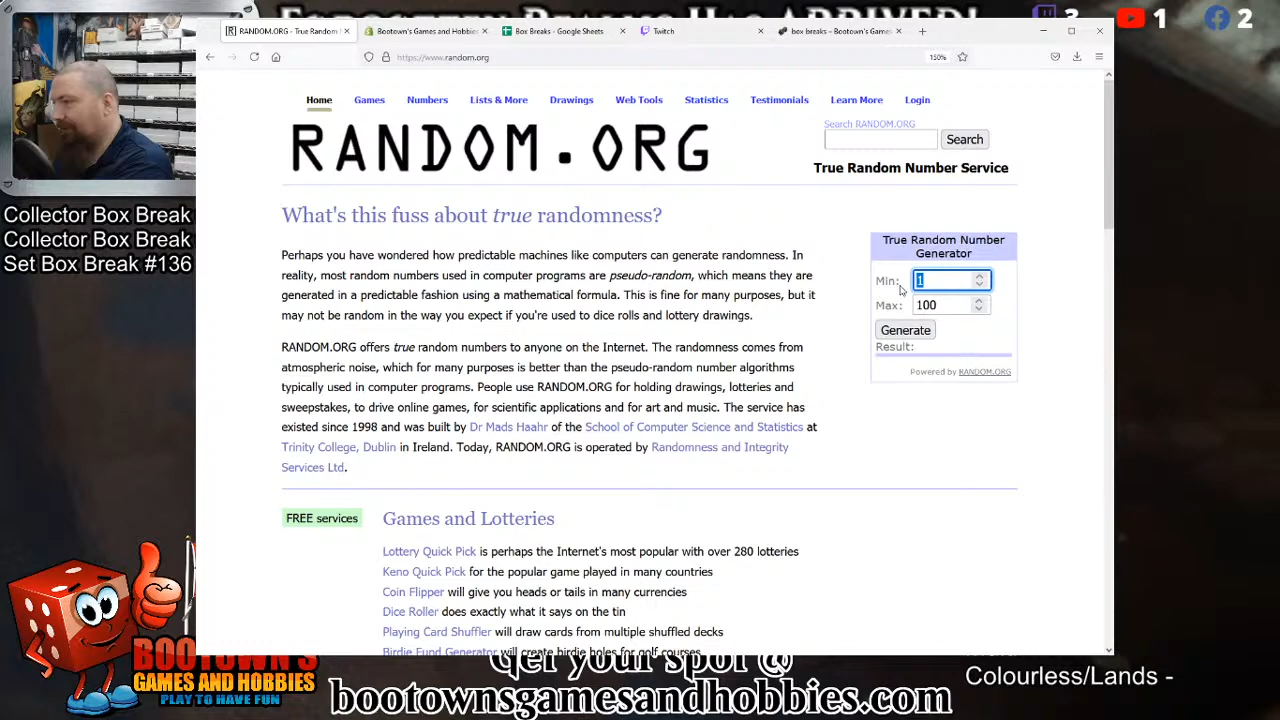 3 1 2
RANDOM.ORG - True Random
Bootown's Games and Hobbies
Box Breaks - Google Sheets
Twitch
box breaks – Bootown's Games
https://www.random.org
150%
Home Games Numbers Lists & More Drawings Web Tools Statistics Testimonials Learn More Login
RANDOM.ORG
Search RANDOM.ORG
Search
True Random Number Service
What's this fuss about true randomness?
Perhaps you have wondered how predictable machines like computers can generate randomness. In
reality, most random numbers used in computer programs are pseudo-random, which means they are
generated in a predictable fashion using a mathematical formula. This is fine for many purposes, but it
may not be random in the way you expect if you're used to dice rolls and lottery drawings.
RANDOM.ORG offers true random numbers to anyone on the Internet. The randomness comes from
atmospheric noise, which for many purposes is better than the pseudo-random number algorithms
typically used in computer programs. People use RANDOM.ORG for holding drawings, lotteries and
sweepstakes, to drive online games, for scientific applications and for art and music. The service has
existed since 1998 and was built by Dr Mads Haahr of the School of Computer Science and Statistics at
Trinity College, Dublin in Ireland. Today, RANDOM.ORG is operated by Randomness and Integrity
Services Ltd.
True Random Number
Generator
Min: 1
Max: 100
Generate
Result:
Powered by RANDOM.ORG
FREE services
Games and Lotteries
Lottery Quick Pick is perhaps the Internet's most popular with over 280 lotteries
Keno Quick Pick for the popular game played in many countries
Coin Flipper will give you heads or tails in many currencies
Dice Roller does exactly what it says on the tin
Playing Card Shuffler will draw cards from multiple shuffled decks
Birdie Fund Generator will create birdie holes for golf courses
Collector Box Break
Collector Box Break
Set Box Break #136
BOOTOWN'S
GAMES AND HOBBIES
PLAY TO HAVE FUN
Get your spot @
bootownsgamesandhobbies.com
Colourless/Lands -